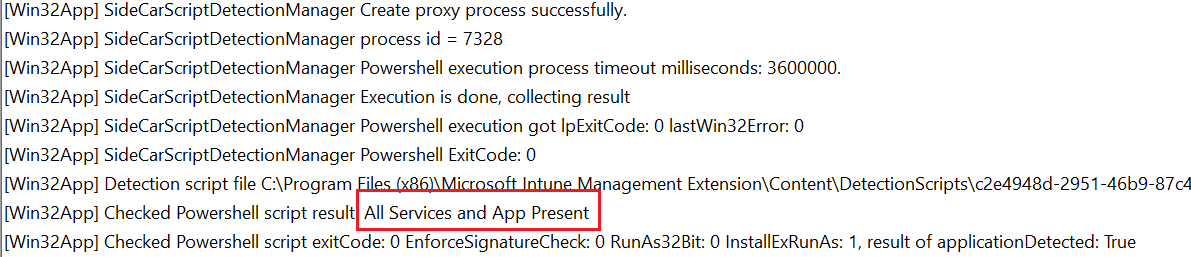 [Win32App] SideCarScriptDetectionManager Create proxy process successfully.
[Win32App] SideCarScriptDetectionManager process id = 7328
[Win32App] SideCarScriptDetectionManager Powershell execution process timeout milliseconds: 3600000.
[Win32App] SideCarScriptDetectionManager Execution is done, collecting result
[Win32App] SideCarScriptDetectionManager Powershell execution got lpExitCode: 0 lastWin32Error: 0
[Win32App] SideCarScriptDetectionManager Powershell ExitCode: 0
[Win32App] Detection script file C:\Program Files (x86)\Microsoft Intune Management Extension\Content\DetectionScripts\c2e4948d-2951-46b9-87c4
[Win32App] Checked Powershell script result All Services and App Present
[Win32App] Checked Powershell script exitCode: 0 EnforceSignatureCheck: 0 RunAs32Bit: 0 InstallExRunAs: 1, result of applicationDetected: True